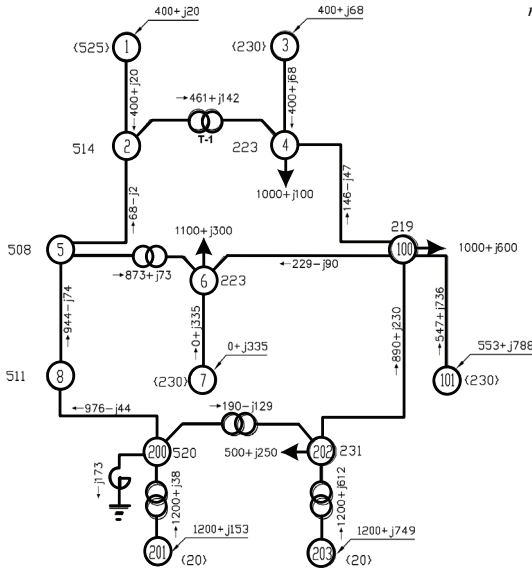 400+j20
400+j68
{525}
1
{230}
3
→400+j20
→400+j68
→461+j142
T-1
514
2
223
4
1000+j100
→68−j2
→146−j47
219
1100+j300
508
5
100
1000+j600
→873+j73
6
223
←229−j90
→944−j74
→0+j335
→890+j230
→547+j736
0+j335
553+j788
511
8
{230}
7
101
{230}
→190−j129
←976−j44
200
520
500+j250
202
231
→j173
→1200+j38
→1200+j612
1200+j153
1200+j749
201
{20}
203
{20}